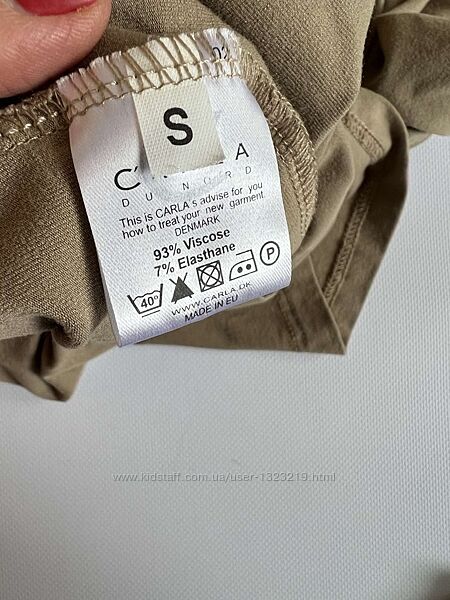 S
DU NORD
This is CARLA s advise for you
how to treat your new garment.
DENMARK
93% Viscose
7% Elasthane
40° P
WWW.CARLA.DK
MADE IN EU
www.kidstaff.com.ua/user-1323219.html